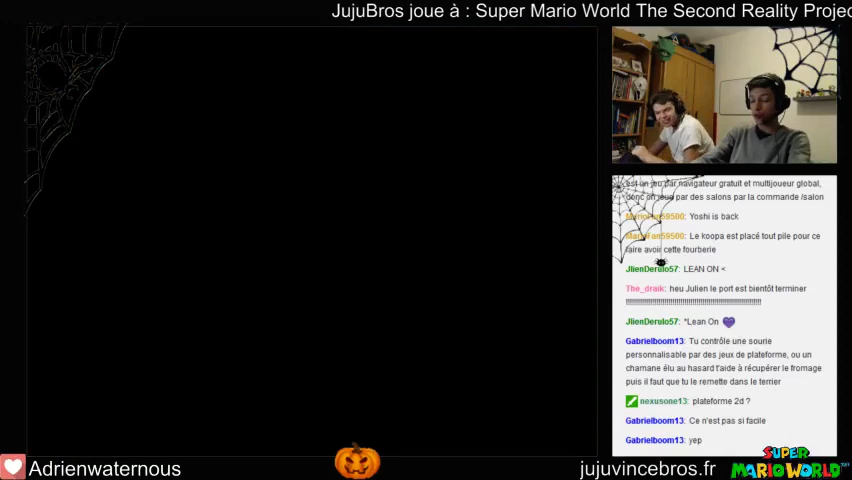 JujuBros joue à : Super Mario World The Second Reality Projec
est un jeu par navigateur gratuit et multijoueur global,
donc on joue par des salons par la commande /salon
MarioFan59500: Yoshi is back
MarioFan59500: Le koopa est placé tout pile pour ce
faire avoir cette fourberie
JlienDerulo57: LEAN ON <
The_draik: heu Julien le port est bientôt terminer
JlienDerulo57: *Lean On
Gabrielboom13: Tu contrôle une sourie
personnalisable par des jeux de plateforme, ou un
chamane élu au hasard t'aide à récupérer le fromage
puis il faut que tu le remette dans le terrier
nexusone13: plateforme 2d ?
Gabrielboom13: Ce n'est pas si facile
Gabrielboom13: yep
Adrienwaternous
jujuvincebros.fr
SUPER
MARIO WORLD